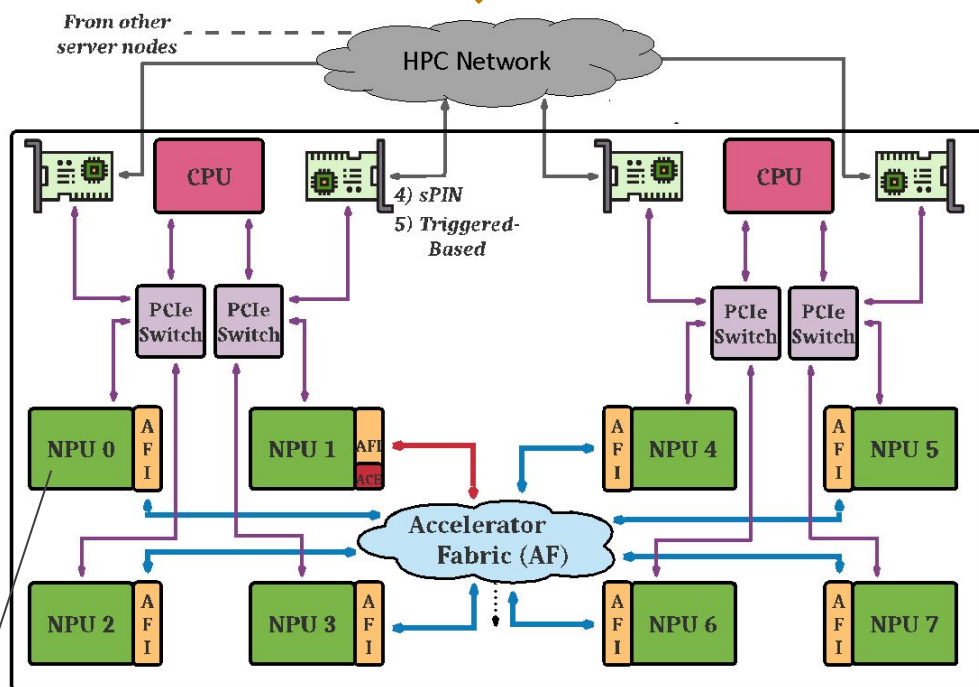 From other
server nodes
HPC Network
CPU
CPU
4) sPIN
5) Triggered-
Based
PCIe
Switch
PCIe
Switch
PCIe
Switch
PCIe
Switch
NPU 0
A
F
I
NPU 1
AFI
ACE
A
F
I
NPU 4
A
F
I
NPU 5
Accelerator
Fabric (AF)
NPU 2
A
F
I
NPU 3
A
F
I
A
F
I
NPU 6
A
F
I
NPU 7